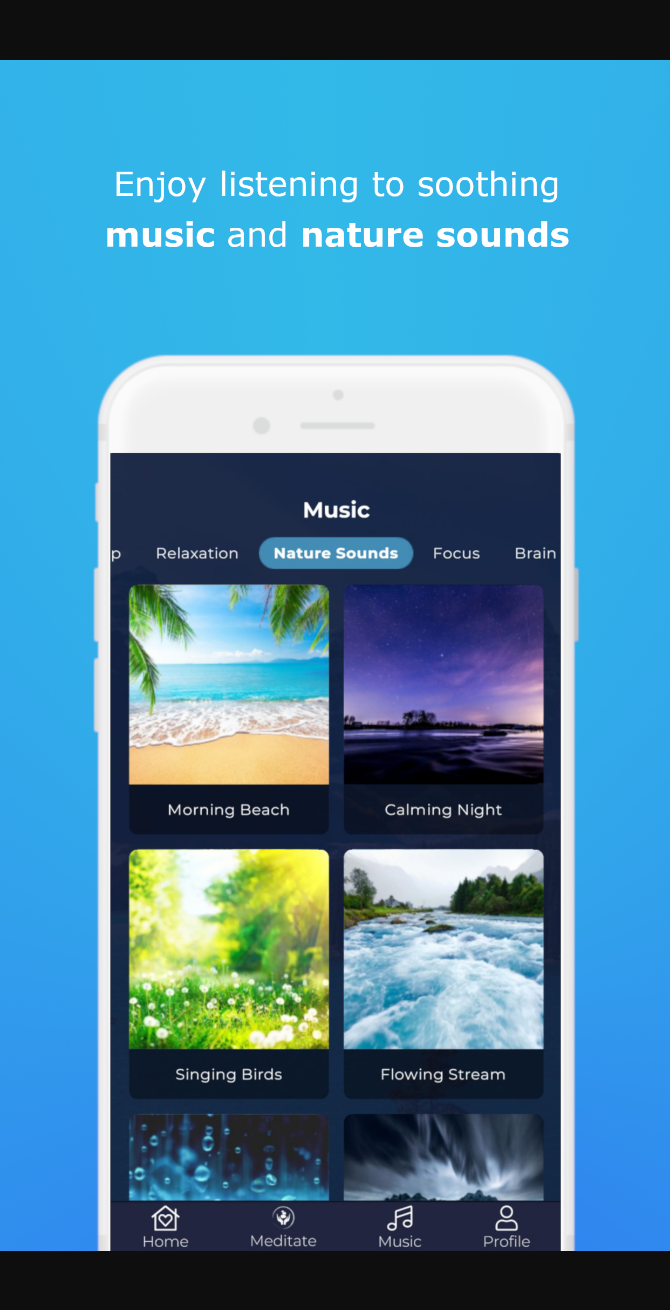 Enjoy listening to soothing
music and nature sounds
Music
p Relaxation Nature Sounds Focus Brain
Morning Beach Calming Night
Singing Birds Flowing Stream
Home Meditate Music Profile